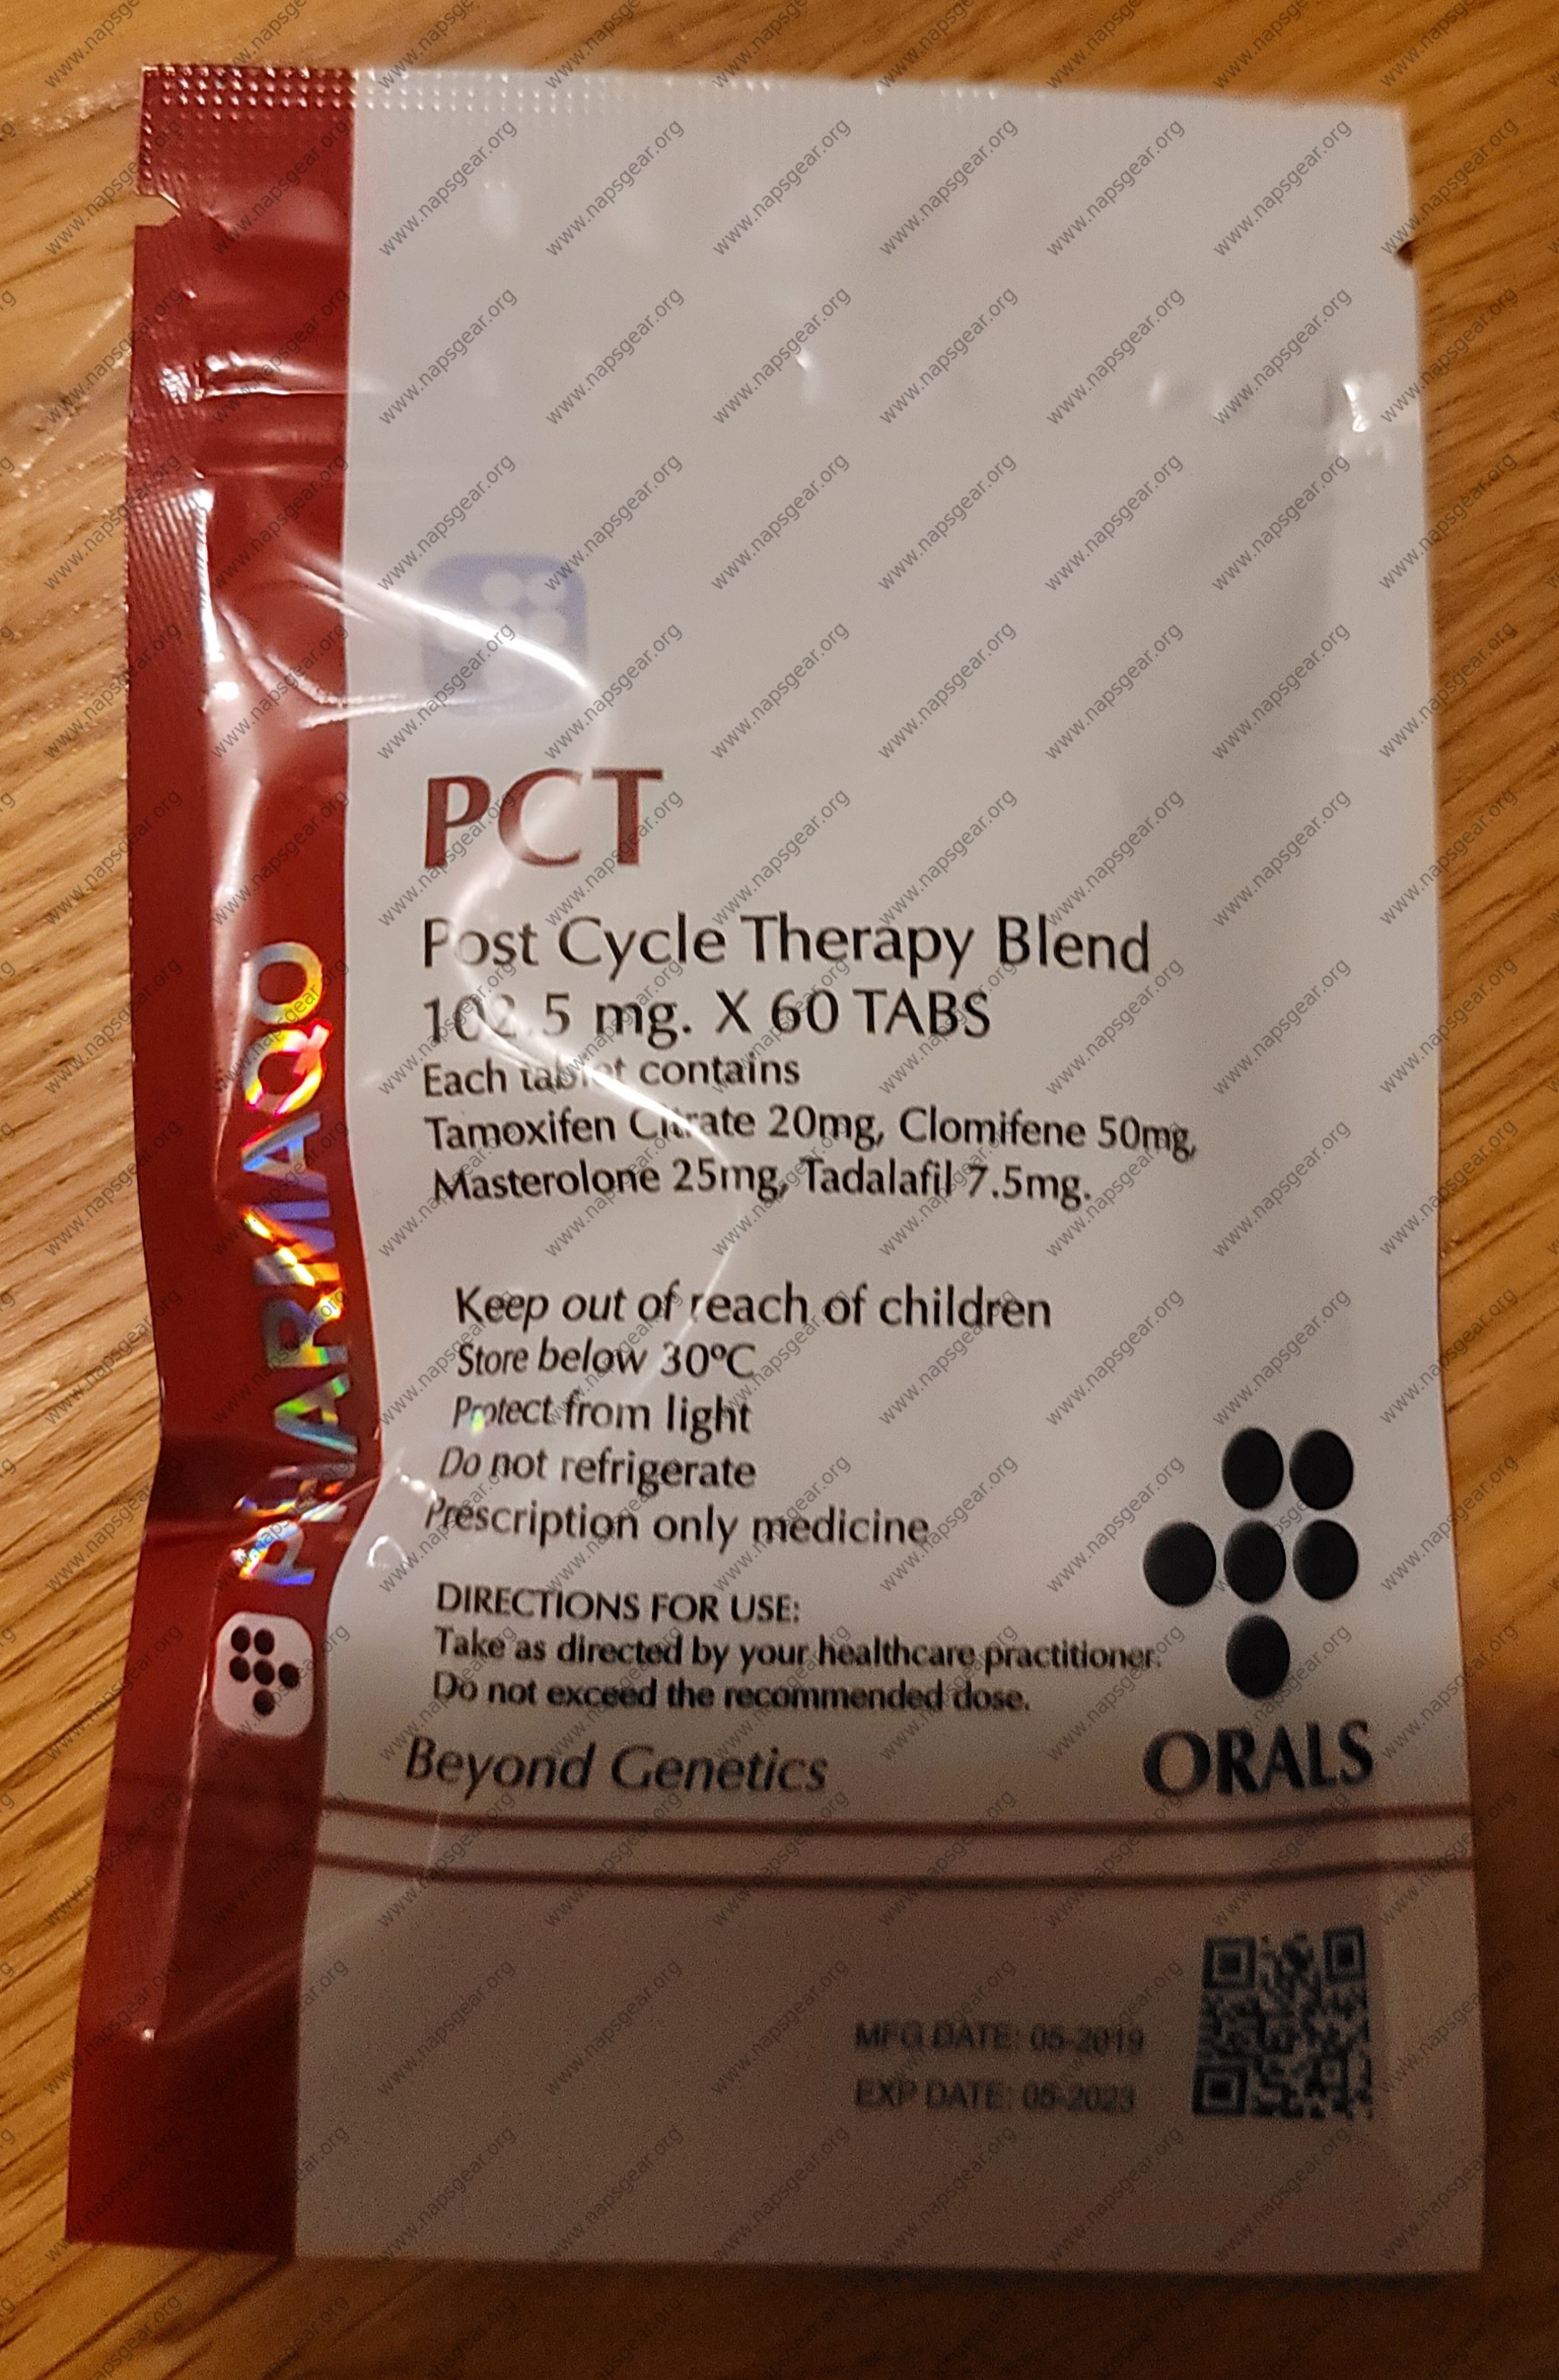 PHARMAQO
PCT
Post Cycle Therapy Blend
102.5 mg. X 60 TABS
Each tablet contains
Tamoxifen Citrate 20mg, Clomifene 50mg,
Masterolone 25mg, Tadalafil 7.5mg.
Keep out of reach of children
Store below 30ºC
Protect from light
Do not refrigerate
Prescription only medicine
DIRECTIONS FOR USE:
Take as directed by your healthcare practitioner.
Do not exceed the recommended dose.
Beyond Genetics
ORALS
MFG DATE: 05-2019
EXP DATE: 05-2023
www.napsgear.org